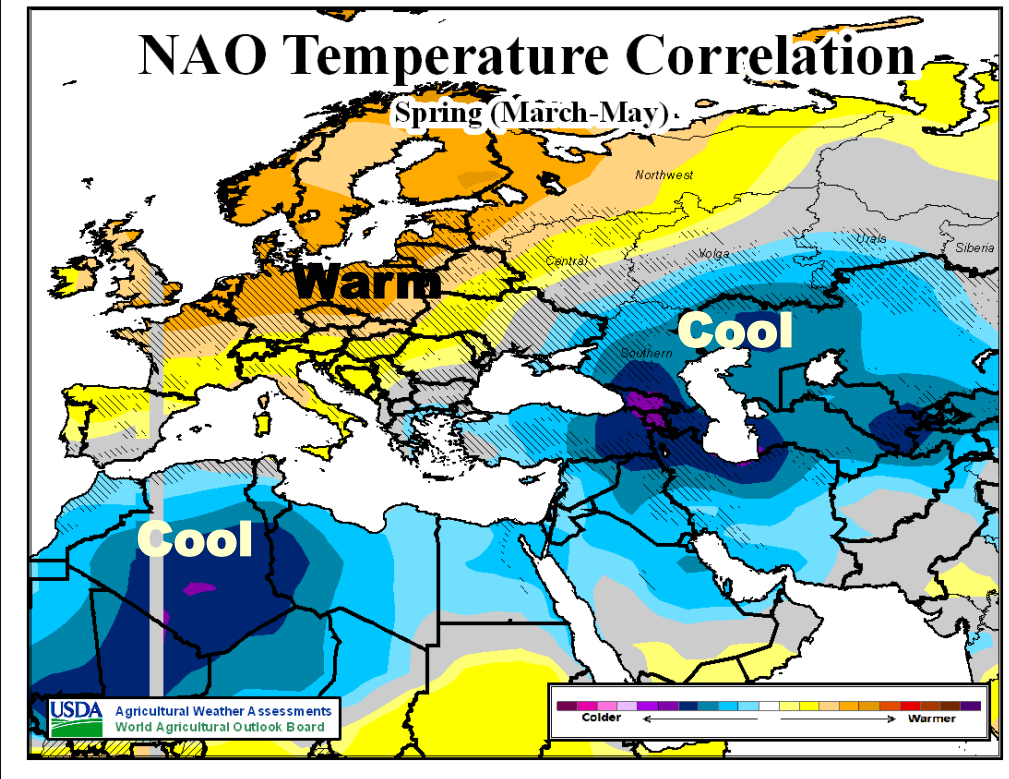 NAO Temperature Correlation
Spring (March-May)
Northwest
Central
Volga
Urals
Siberia
Warm
Cool
Southern
Cool
USDA
Agricultural Weather Assessments
World Agricultural Outlook Board
Colder
Warmer